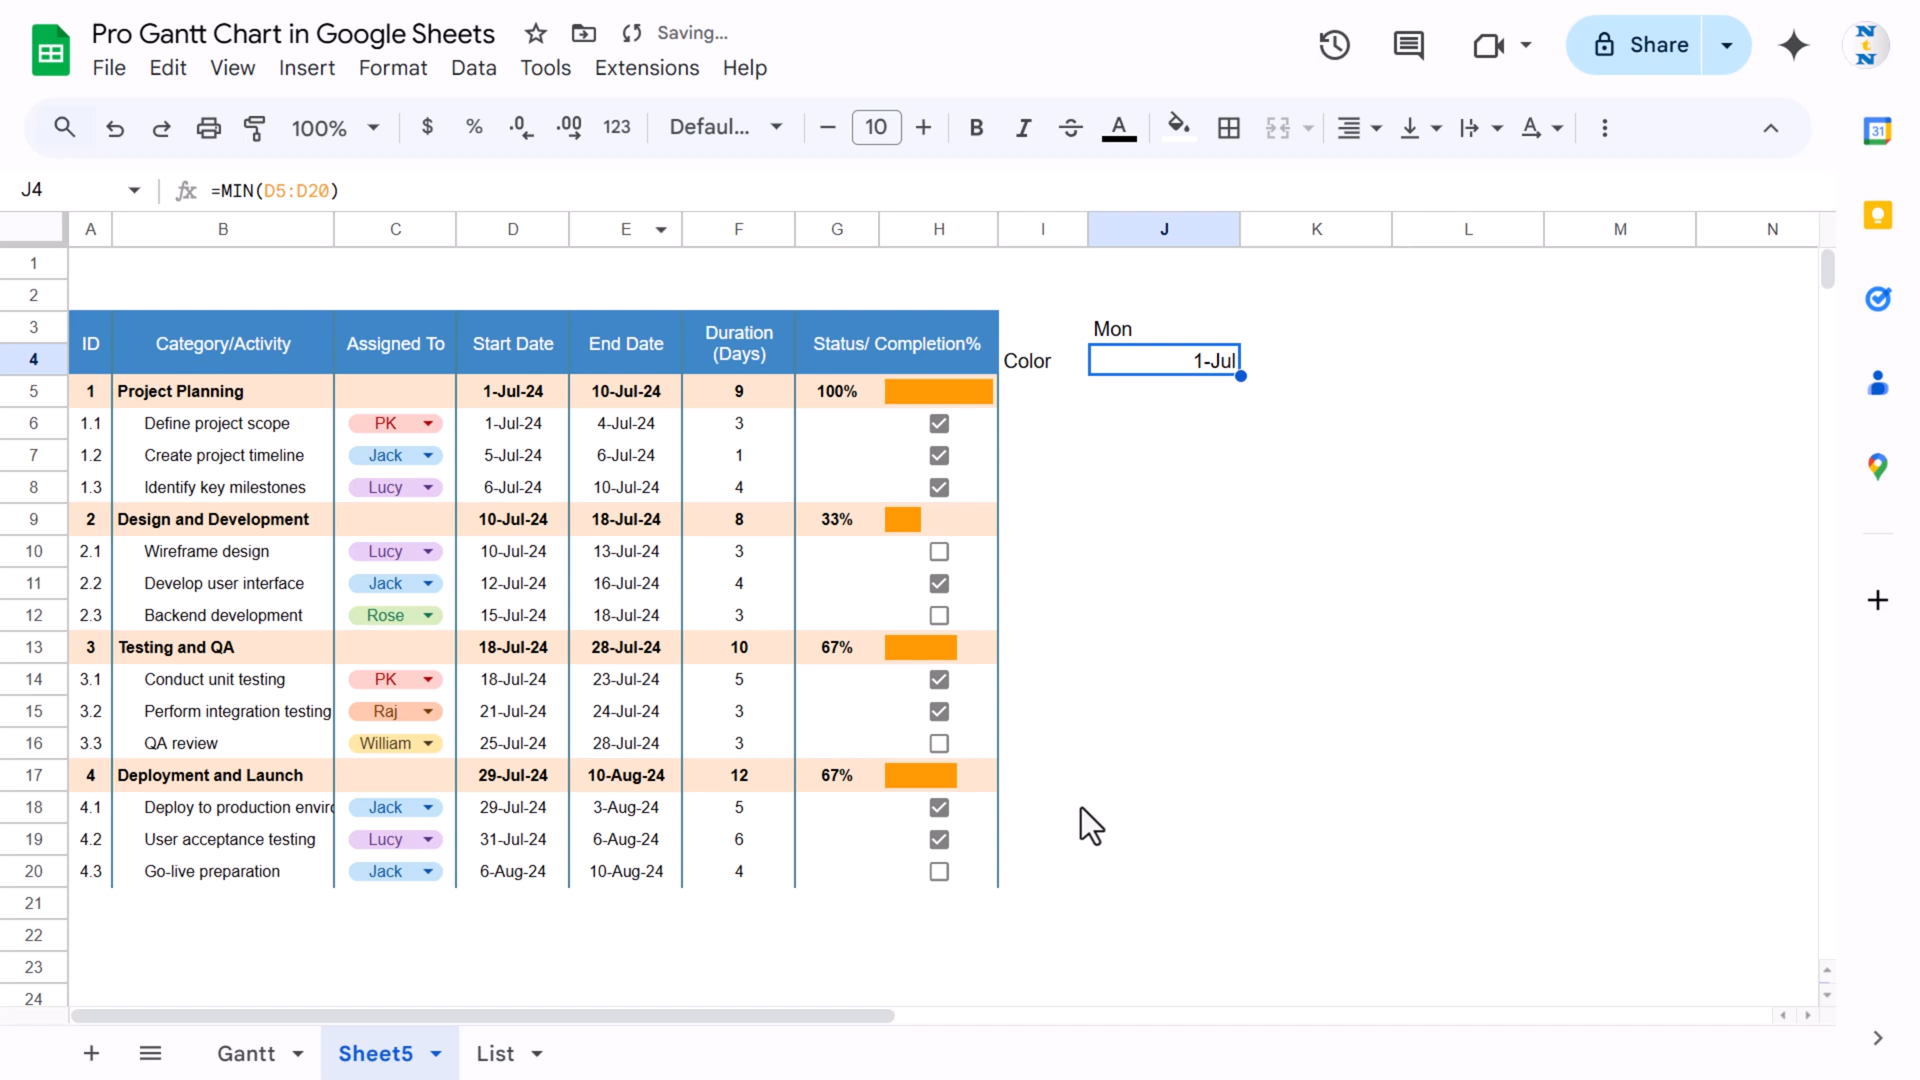 Pro Gantt Chart in Google Sheets Saving...
File Edit View Insert Format Data Tools Extensions Help
Share
N
t
N
100% $ % .0 .00 123 Defaul... 10 B I A A
31
J4 fx =MIN(D5:D20)
A B C D E F G H I J K L M N
1
2
3 Mon
4 ID Category/Activity Assigned To Start Date End Date Duration (Days) Status/ Completion% Color 1-Jul
5 1 Project Planning 1-Jul-24 10-Jul-24 9 100%
6 1.1 Define project scope PK 1-Jul-24 4-Jul-24 3
7 1.2 Create project timeline Jack 5-Jul-24 6-Jul-24 1
8 1.3 Identify key milestones Lucy 6-Jul-24 10-Jul-24 4
9 2 Design and Development 10-Jul-24 18-Jul-24 8 33%
10 2.1 Wireframe design Lucy 10-Jul-24 13-Jul-24 3
11 2.2 Develop user interface Jack 12-Jul-24 16-Jul-24 4
12 2.3 Backend development Rose 15-Jul-24 18-Jul-24 3
13 3 Testing and QA 18-Jul-24 28-Jul-24 10 67%
14 3.1 Conduct unit testing PK 18-Jul-24 23-Jul-24 5
15 3.2 Perform integration testing Raj 21-Jul-24 24-Jul-24 3
16 3.3 QA review William 25-Jul-24 28-Jul-24 3
17 4 Deployment and Launch 29-Jul-24 10-Aug-24 12 67%
18 4.1 Deploy to production enviro Jack 29-Jul-24 3-Aug-24 5
19 4.2 User acceptance testing Lucy 31-Jul-24 6-Aug-24 6
20 4.3 Go-live preparation Jack 6-Aug-24 10-Aug-24 4
21
22
23
24
Gantt Sheet5 List